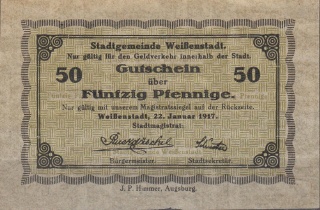 Stadtgemeinde Weißenstadt.
Nur gültig für den Geldverkehr innerhalb der Stadt.
50 Gutschein 50
über
Fünfzig Pfennige.
Nur gültig mit unserem Magistratssiegel auf der Rückseite.
Weißenstadt, 22. Januar 1917.
Stadtmagistrat.
Bürgermeister. Stadtsekretär.
J. P. Himmer, Augsburg.